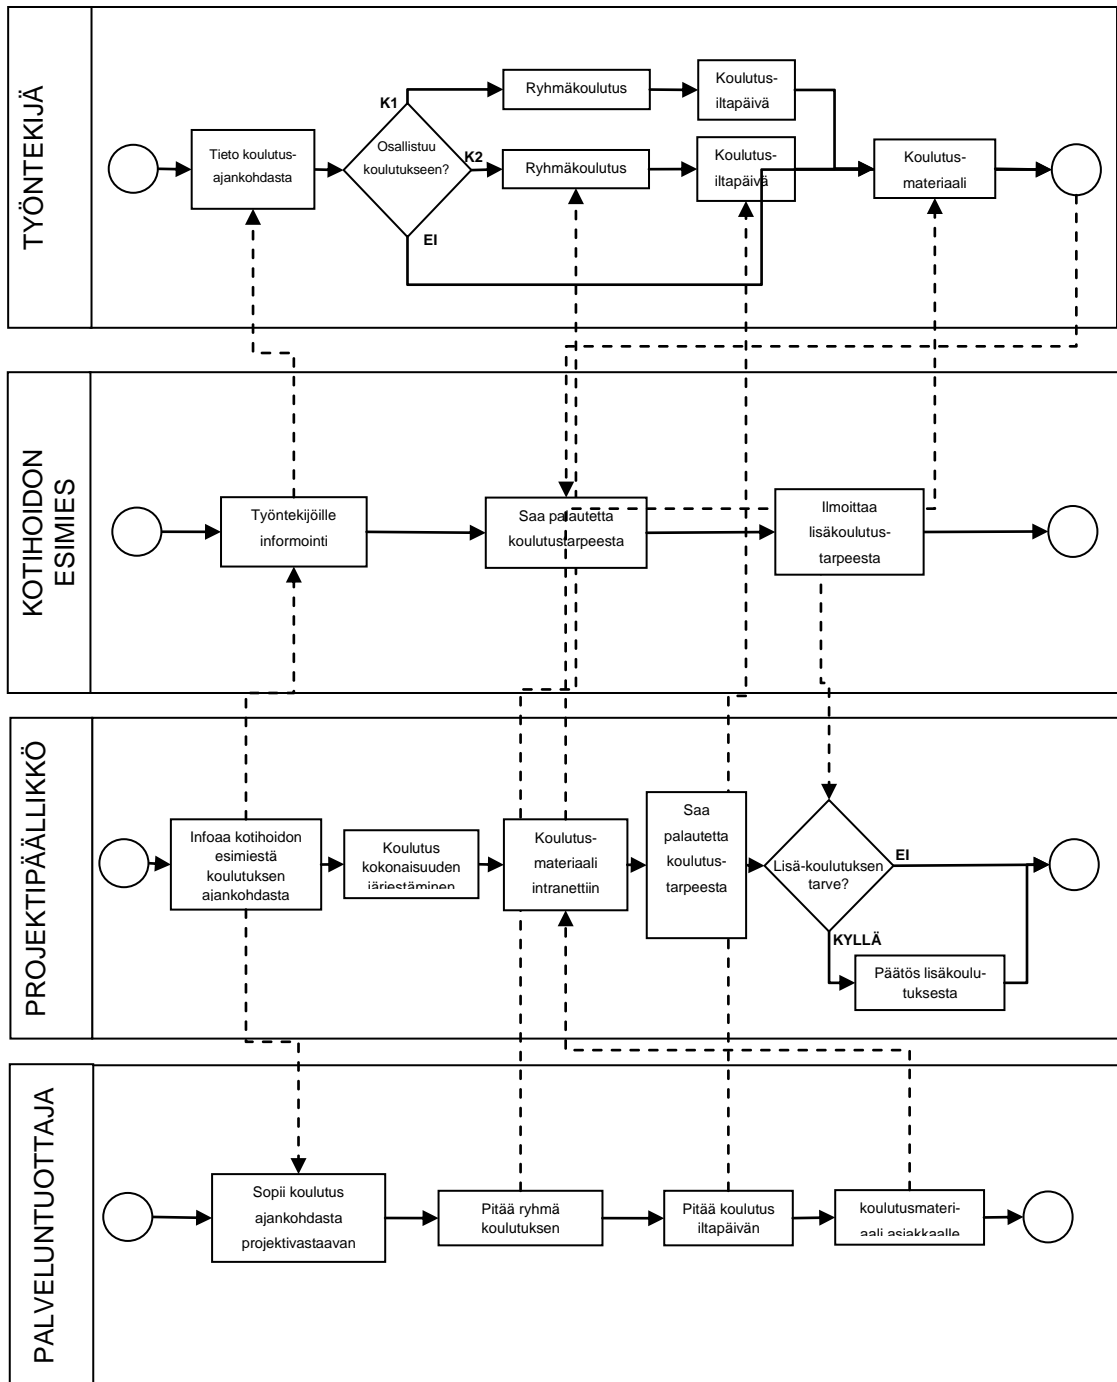 TYÖNTEKIJÄ
Tieto koulutus-
ajankohdasta
Osallistuu
koulutukseen?
K1
K2
EI
Ryhmäkoulutus
Koulutus-
iltapäivä
Ryhmäkoulutus
Koulutus-
iltapäivä
Koulutus-
materiaali
KOTIHOIDON
ESIMIES
Työntekijöille
informointi
Saa palautetta
koulutustarpeesta
Ilmoittaa
lisäkoulutus-
tarpeesta
PROJEKTIPÄÄLLIKKÖ
Infoaa kotihoidon
esimiestä
koulutuksen
ajankohdasta
Koulutus
kokonaisuuden
järjestäminen
Koulutus-
materiaali
intranettiin
Saa
palautetta
koulutus-
tarpeesta
Lisä-koulutuksen
tarve?
EI
KYLLÄ
Päätös lisäkoulu-
tuksesta
PALVELUNTUOTTAJA
Sopii koulutus
ajankohdasta
projektivastaavan
Pitää ryhmä
koulutuksen
Pitää koulutus
iltapäivän
koulutusmateri-
aali asiakkaalle